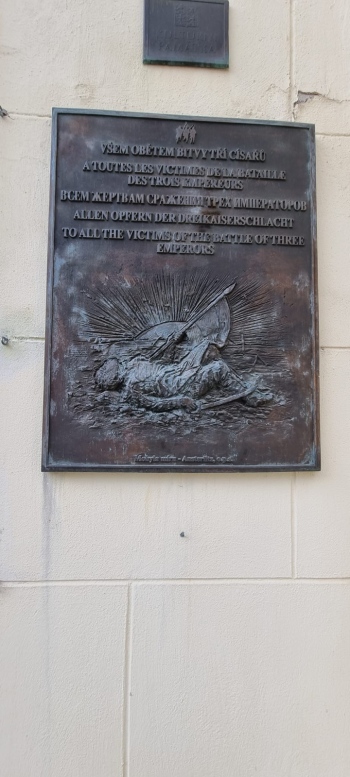 VŠEM OBĚTEM BITVY TŘÍ CÍSAŘŮ
A TOUTES LES VICTIMES DE LA BATAILLE
DES TROIS EMPEREURS
ВСЕМ ЖЕРТВАМ СРАЖЕНИЯ ТРЕХ ИМПЕРАТОРОВ
ALLEN OPFERN DER DREIKAISERSCHLACHT
TO ALL THE VICTIMS OF THE BATTLE OF THREE
EMPERORS